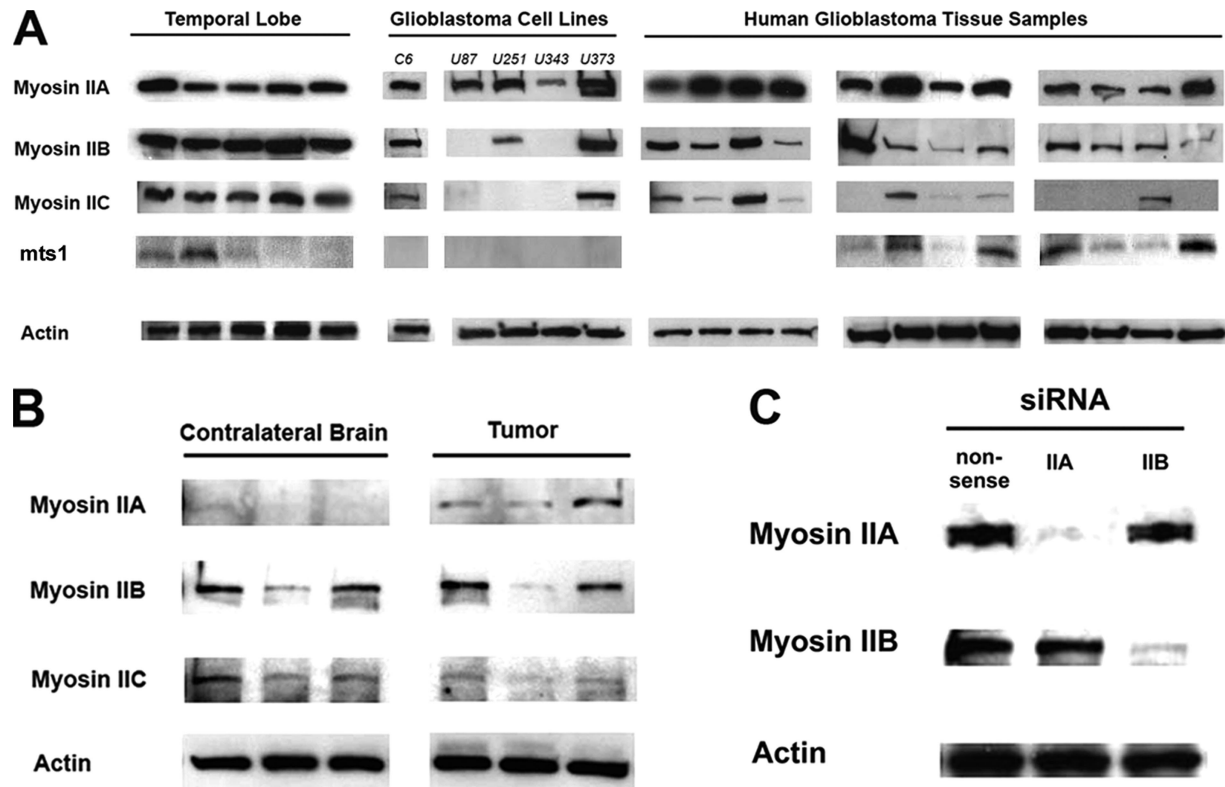 A
Temporal Lobe
Glioblastoma Cell Lines
Human Glioblastoma Tissue Samples
C6
U87
U251
U343
U373
Myosin IIA
Myosin IIB
Myosin IIC
mts1
Actin
B
Contralateral Brain
Tumor
Myosin IIA
Myosin IIB
Myosin IIC
Actin
C
siRNA
non-
sense
IIA
IIB
Myosin IIA
Myosin IIB
Actin